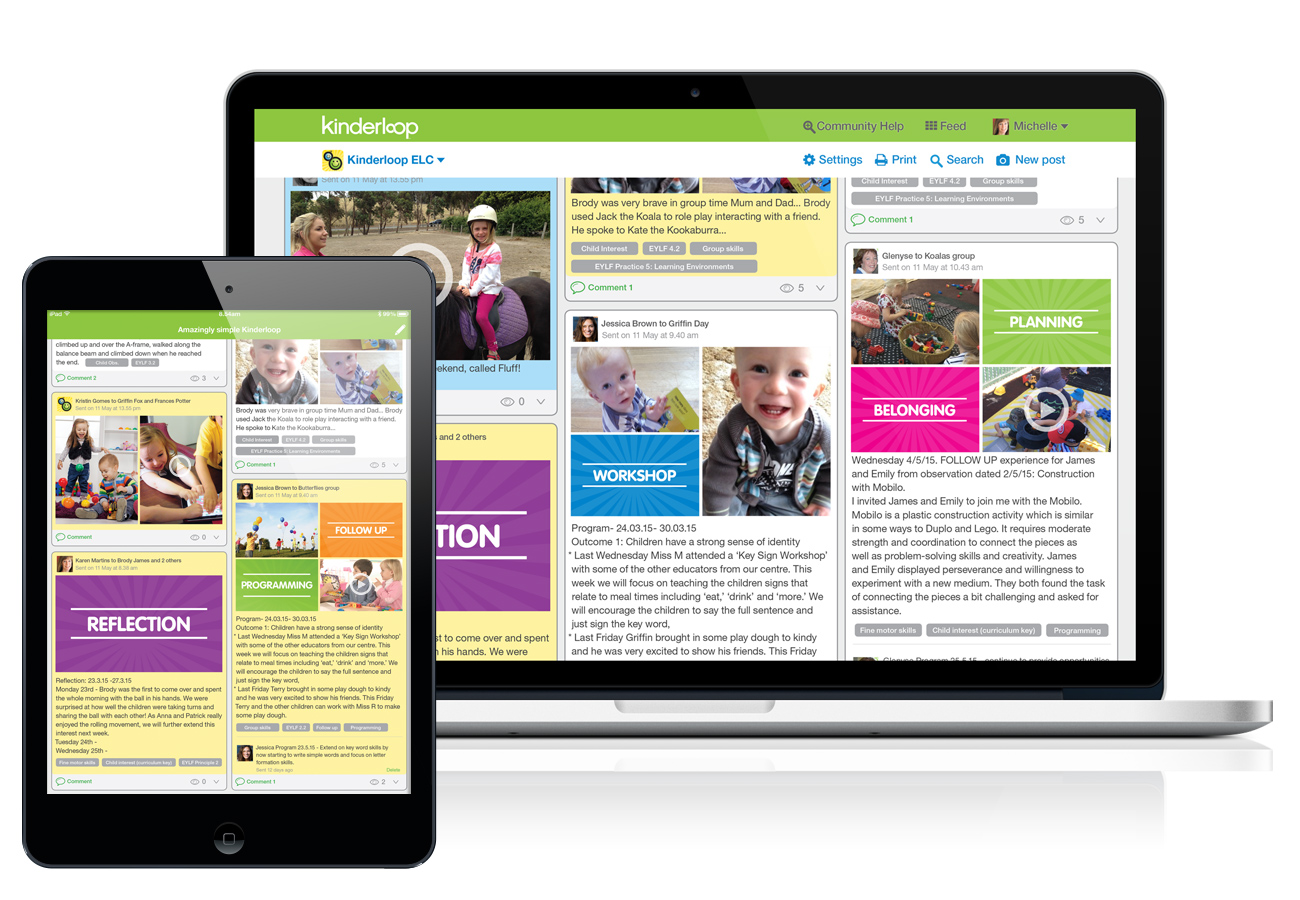 kinderloop
Community Help
Feed
Michelle
Kinderloop ELC
Settings
Print
Search
New post
Sent on 11 May at 13.55 pm
ekend, called Fluff!
0
s and 2 others
TION
st to come over and spent
h his hands. We were
Brody was very brave in group time Mum and Dad... Brody
used Jack the Koala to role play interacting with a friend.
He spoke to Kate the Kookaburra...
Child Interest
EYLF 4.2
Group skills
EYLF Practice 5: Learning Environments
Comment 1
5
Jessica Brown to Griffin Day
Sent on 11 May at 9.40 am
WORKSHOP
Program- 24.03.15- 30.03.15
Outcome 1: Children have a strong sense of identity
* Last Wednesday Miss M attended a ‘Key Sign Workshop’
with some of the other educators from our centre. This
week we will focus on teaching the children signs that
relate to meal times including ‘eat,’ ‘drink’ and ‘more.’ We
will encourage the children to say the full sentence and
just sign the key word,
* Last Friday Griffin brought in some play dough to kindy
and he was very excited to show his friends. This Friday
Child Interest
EYLF 4.2
Group skills
EYLF Practice 5: Learning Environments
Comment 1
5
Glenyse to Koalas group
Sent on 11 May at 10.43 am
PLANNING
BELONGING
Wednesday 4/5/15. FOLLOW UP experience for James
and Emily from observation dated 2/5/15: Construction
with Mobilo.
I invited James and Emily to join me with the Mobilo.
Mobilo is a plastic construction activity which is similar
in some ways to Duplo and Lego. It requires moderate
strength and coordination to connect the pieces as
well as problem-solving skills and creativity. James
and Emily displayed perseverance and willingness to
experiment with a new medium. They both found the task
of connecting the pieces a bit challenging and asked for
assistance.
Fine motor skills
Child interest (curriculum key)
Programming
Glenyse Program 25.5.15 - continue to provide opportunities
iPad
8.54am
99%
Amazingly simple Kinderloop
climbed up and over the A-frame, walked along the
balance beam and climbed down when he reached
the end.
Child Obs.
EYLF 3.2
Comment 2
3
Kristin Gomes to Griffin Fox and Frances Potter
Sent on 11 May at 13.55 pm
Comment
0
Karen Martins to Brody James and 2 others
Sent on 11 May at 8.38 am
REFLECTION
Reflection: 23.3.15 -27.3.15
Monday 23rd - Brody was the first to come over and spent
the whole morning with the ball in his hands. We were
surprised at how well the children were taking turns and
sharing the ball with each other! As Anna and Patrick really
enjoyed the rolling movement, we will further extend this
interest next week.
Tuesday 24th -
Wednesday 25th -
Fine motor skills
Child interest (curriculum key)
EYLF Principle 2
Comment
0
Brody was very brave in group time Mum and Dad... Brody
used Jack the Koala to role play interacting with a friend.
He spoke to Kate the Kookaburra...
Child Interest
EYLF 4.2
Group skills
EYLF Practice 5: Learning Environments
Comment 1
5
Jessica Brown to Butterflies group
Sent on 11 May at 9.40 am
FOLLOW UP
PROGRAMMING
Program- 24.03.15- 30.03.15
Outcome 1: Children have a strong sense of identity
* Last Wednesday Miss M attended a ‘Key Sign Workshop’
with some of the other educators from our centre. This
week we will focus on teaching the children signs that
relate to meal times including ‘eat,’ ‘drink’ and ‘more.’ We
will encourage the children to say the full sentence and
just sign the key word,
* Last Friday Terry brought in some play dough to kindy
and he was very excited to show his friends. This Friday
Terry and the other children can work with Miss R to make
some play dough.
Group skills
EYLF 2.2
Follow up
Programming
Jessica Program 23.5.15 - Extend on key word skills by
now starting to write simple words and focus on letter
formation skills.
Sent 12 days ago
Delete
Comment 1
2